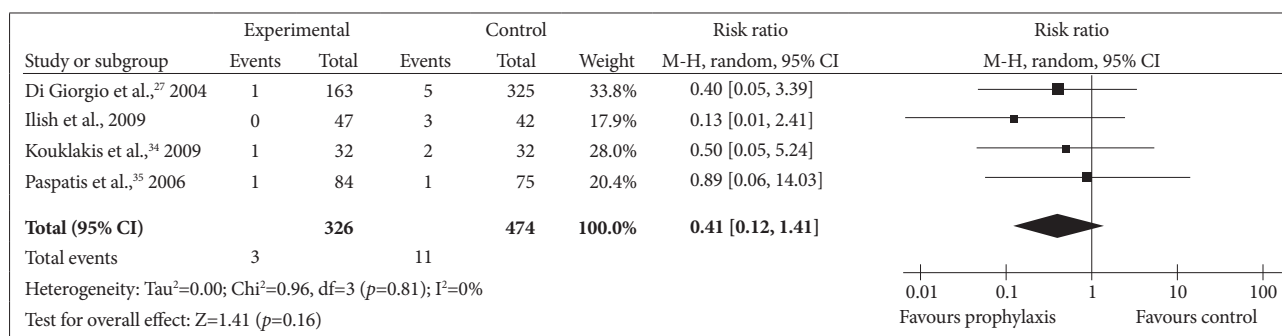 Experimental Control Risk ratio Risk ratio
Study or subgroup Events Total Events Total Weight M-H, random, 95% CI M-H, random, 95% CI
Di Giorgio et al.,²⁷ 2004 1 163 5 325 33.8% 0.40 [0.05, 3.39]
Ilish et al., 2009 0 47 3 42 17.9% 0.13 [0.01, 2.41]
Kouklakis et al.,³⁴ 2009 1 32 2 32 28.0% 0.50 [0.05, 5.24]
Paspatis et al.,³⁵ 2006 1 84 1 75 20.4% 0.89 [0.06, 14.03]
Total (95% CI) 326 474 100.0% 0.41 [0.12, 1.41]
Total events 3 11
Heterogeneity: Tau²=0.00; Chi²=0.96, df=3 (p=0.81); I²=0%
Test for overall effect: Z=1.41 (p=0.16)
0.01 0.1 1 10 100
Favours prophylaxis Favours control